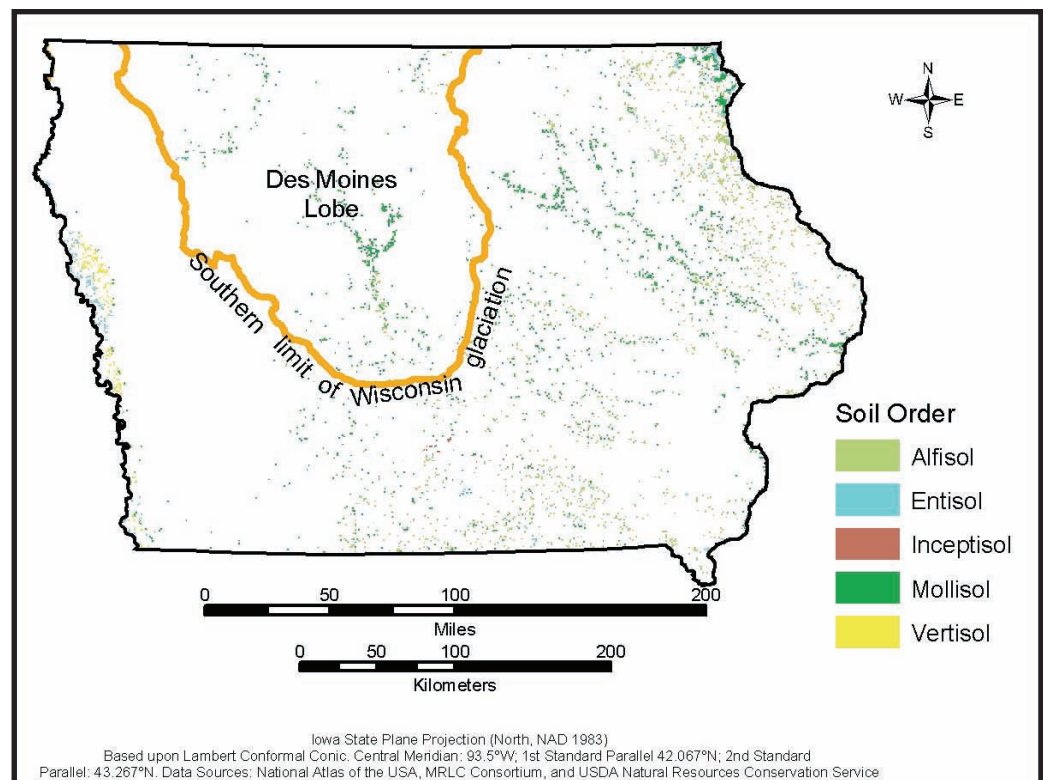 N
W E
S
Des Moines
Lobe
Southern limit of Wisconsin glaciation
Soil Order
Alfisol
Entisol
Inceptisol
Mollisol
Vertisol
0 50 100 200
Miles
0 50 100 200
Kilometers
Iowa State Plane Projection (North, NAD 1983)
Based upon Lambert Conformal Conic. Central Meridian: 93.5°W; 1st Standard Parallel 42.067°N; 2nd Standard
Parallel: 43.267°N. Data Sources: National Atlas of the USA, MRLC Consortium, and USDA Natural Resources Conservation Service